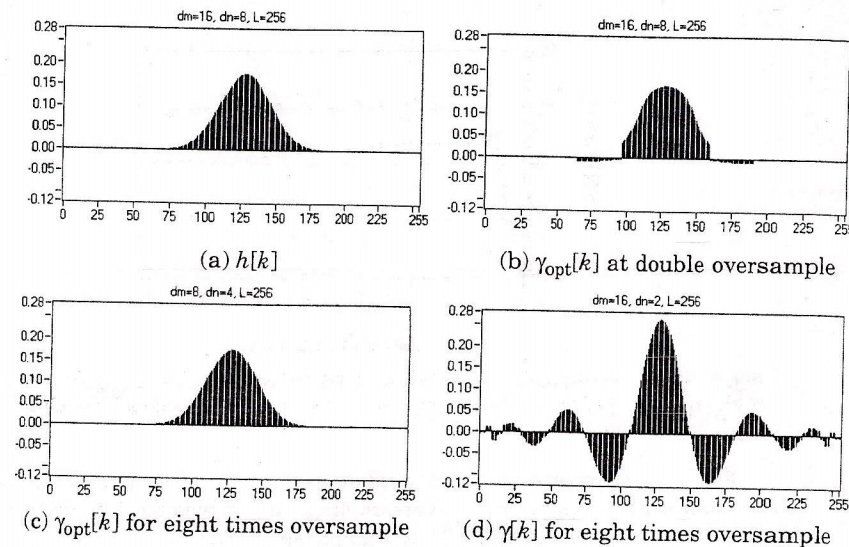 dm=16, dn=8, L=256
0.28
0.20
0.15
0.10
0.05
0.00
-0.05
-0.12
0 25 50 75 100 125 150 175 200 225 255
(a) h[k]
dm=16, dn=8, L=256
0.28
0.20
0.15
0.10
0.05
0.00
-0.05
-0.12
0 25 50 75 100 125 150 175 200 225 255
(b) γopt[k] at double oversample
dm=8, dn=4, L=256
0.28
0.20
0.15
0.10
0.05
0.00
-0.05
-0.12
0 25 50 75 100 125 150 175 200 225 255
(c) γopt[k] for eight times oversample
dm=16, dn=2, L=256
0.28
0.20
0.15
0.10
0.05
0.00
-0.05
-0.12
0 25 50 75 100 125 150 175 200 225 255
(d) γ[k] for eight times oversample